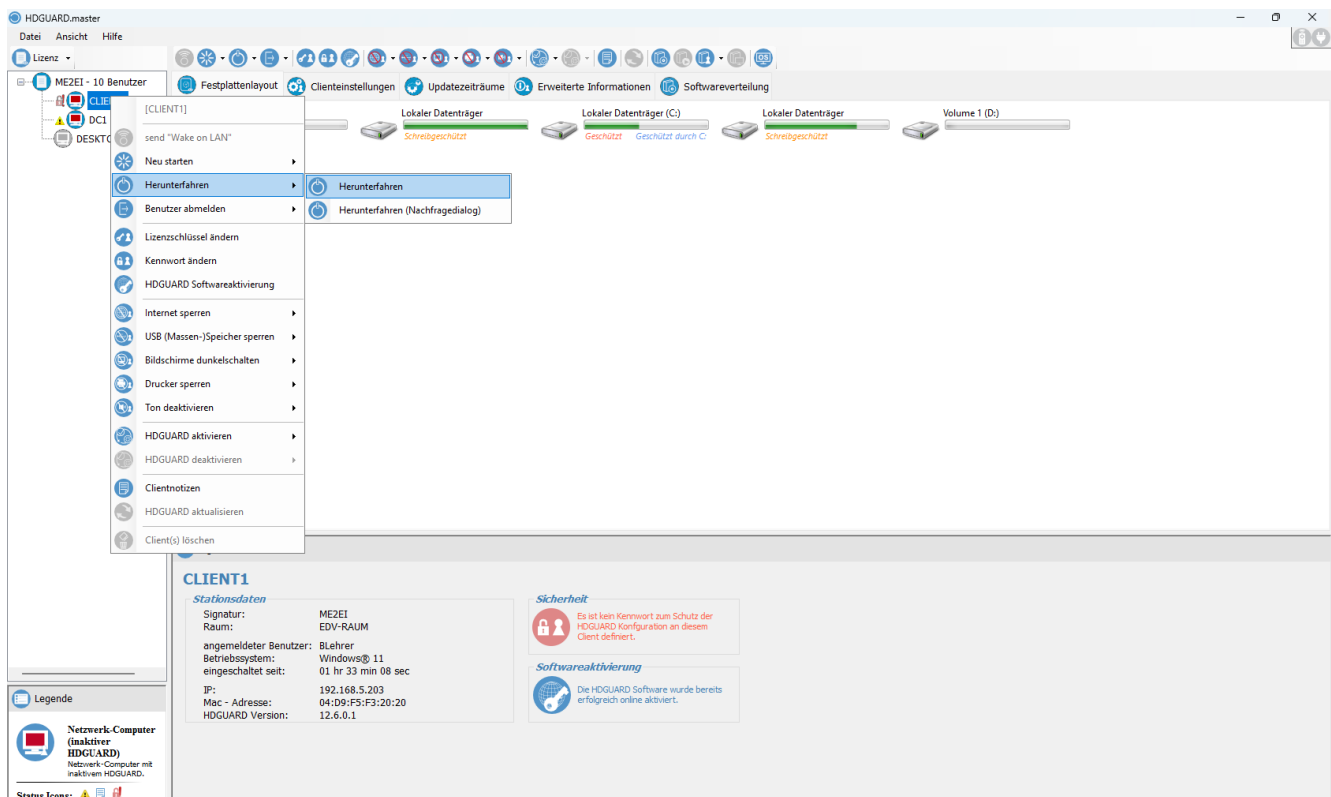 HDGUARD.master
Datei Ansicht Hilfe
Lizenz
ME2EI - 10 Benutzer
DC1
Festplattenlayout Clienteinstellungen Updatezeiträume Erweiterte Informationen Softwareverteilung
Lokaler Datenträger
Schreibgeschützt
Lokaler Datenträger (C:)
Geschützt Geschützt durch C:
Lokaler Datenträger
Schreibgeschützt
Volume 1 (D:)
[CLIENT1]
send "Wake on LAN"
Neu starten
Herunterfahren
Benutzer abmelden
Lizenzschlüssel ändern
Kennwort ändern
HDGUARD Softwareaktivierung
Internet sperren
USB (Massen-)Speicher sperren
Bildschirme dunkelschalten
Drucker sperren
Ton deaktivieren
HDGUARD aktivieren
HDGUARD deaktivieren
Clientnotizen
HDGUARD aktualisieren
Client(s) löschen
Herunterfahren
Herunterfahren (Nachfragedialog)
CLIENT1
Stationsdaten
Signatur: ME2EI
Raum: EDV-RAUM
angemeldeter Benutzer: BLehrer
Betriebssystem: Windows® 11
eingeschaltet seit: 01 hr 33 min 08 sec
IP: 192.168.5.203
Mac - Adresse: 04:D9:F5:F3:20:20
HDGUARD Version: 12.6.0.1
Sicherheit
Es ist kein Kennwort zum Schutz der
HDGUARD Konfguration an diesem
Client definiert.
Softwareaktivierung
Die HDGUARD Software wurde bereits
erfolgreich online aktiviert.
Legende
Netzwerk-Computer
(inaktiver
HDGUARD)
Netzwerk-Computer mit
inaktivem HDGUARD.
Status Icons: